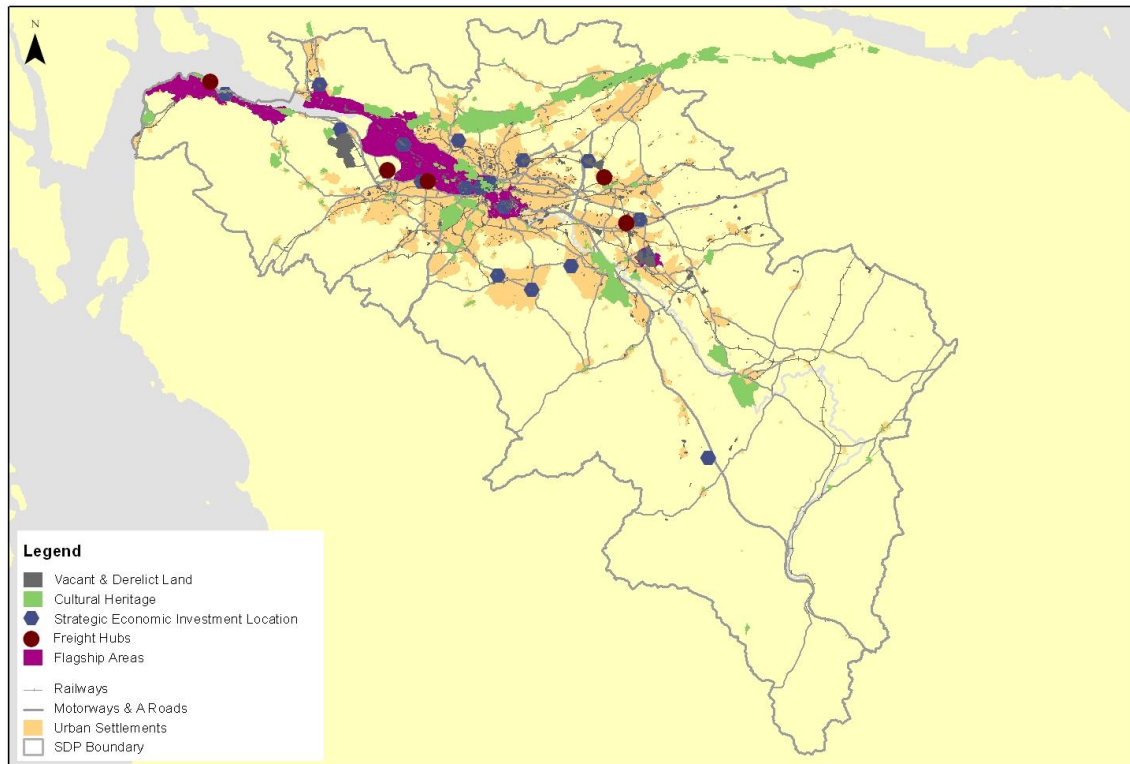 N
Legend
Vacant & Derelict Land
Cultural Heritage
Strategic Economic Investment Location
Freight Hubs
Flagship Areas
Railways
Motorways & A Roads
Urban Settlements
SDP Boundary